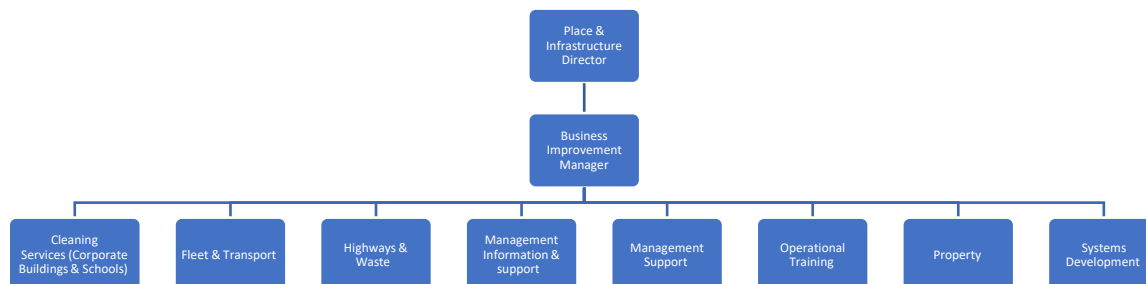 Place &
Infrastructure
Director
Business
Improvement
Manager
Cleaning
Services (Corporate
Buildings & Schools)
Fleet & Transport
Highways &
Waste
Management
Information &
support
Management
Support
Operational
Training
Property
Systems
Development